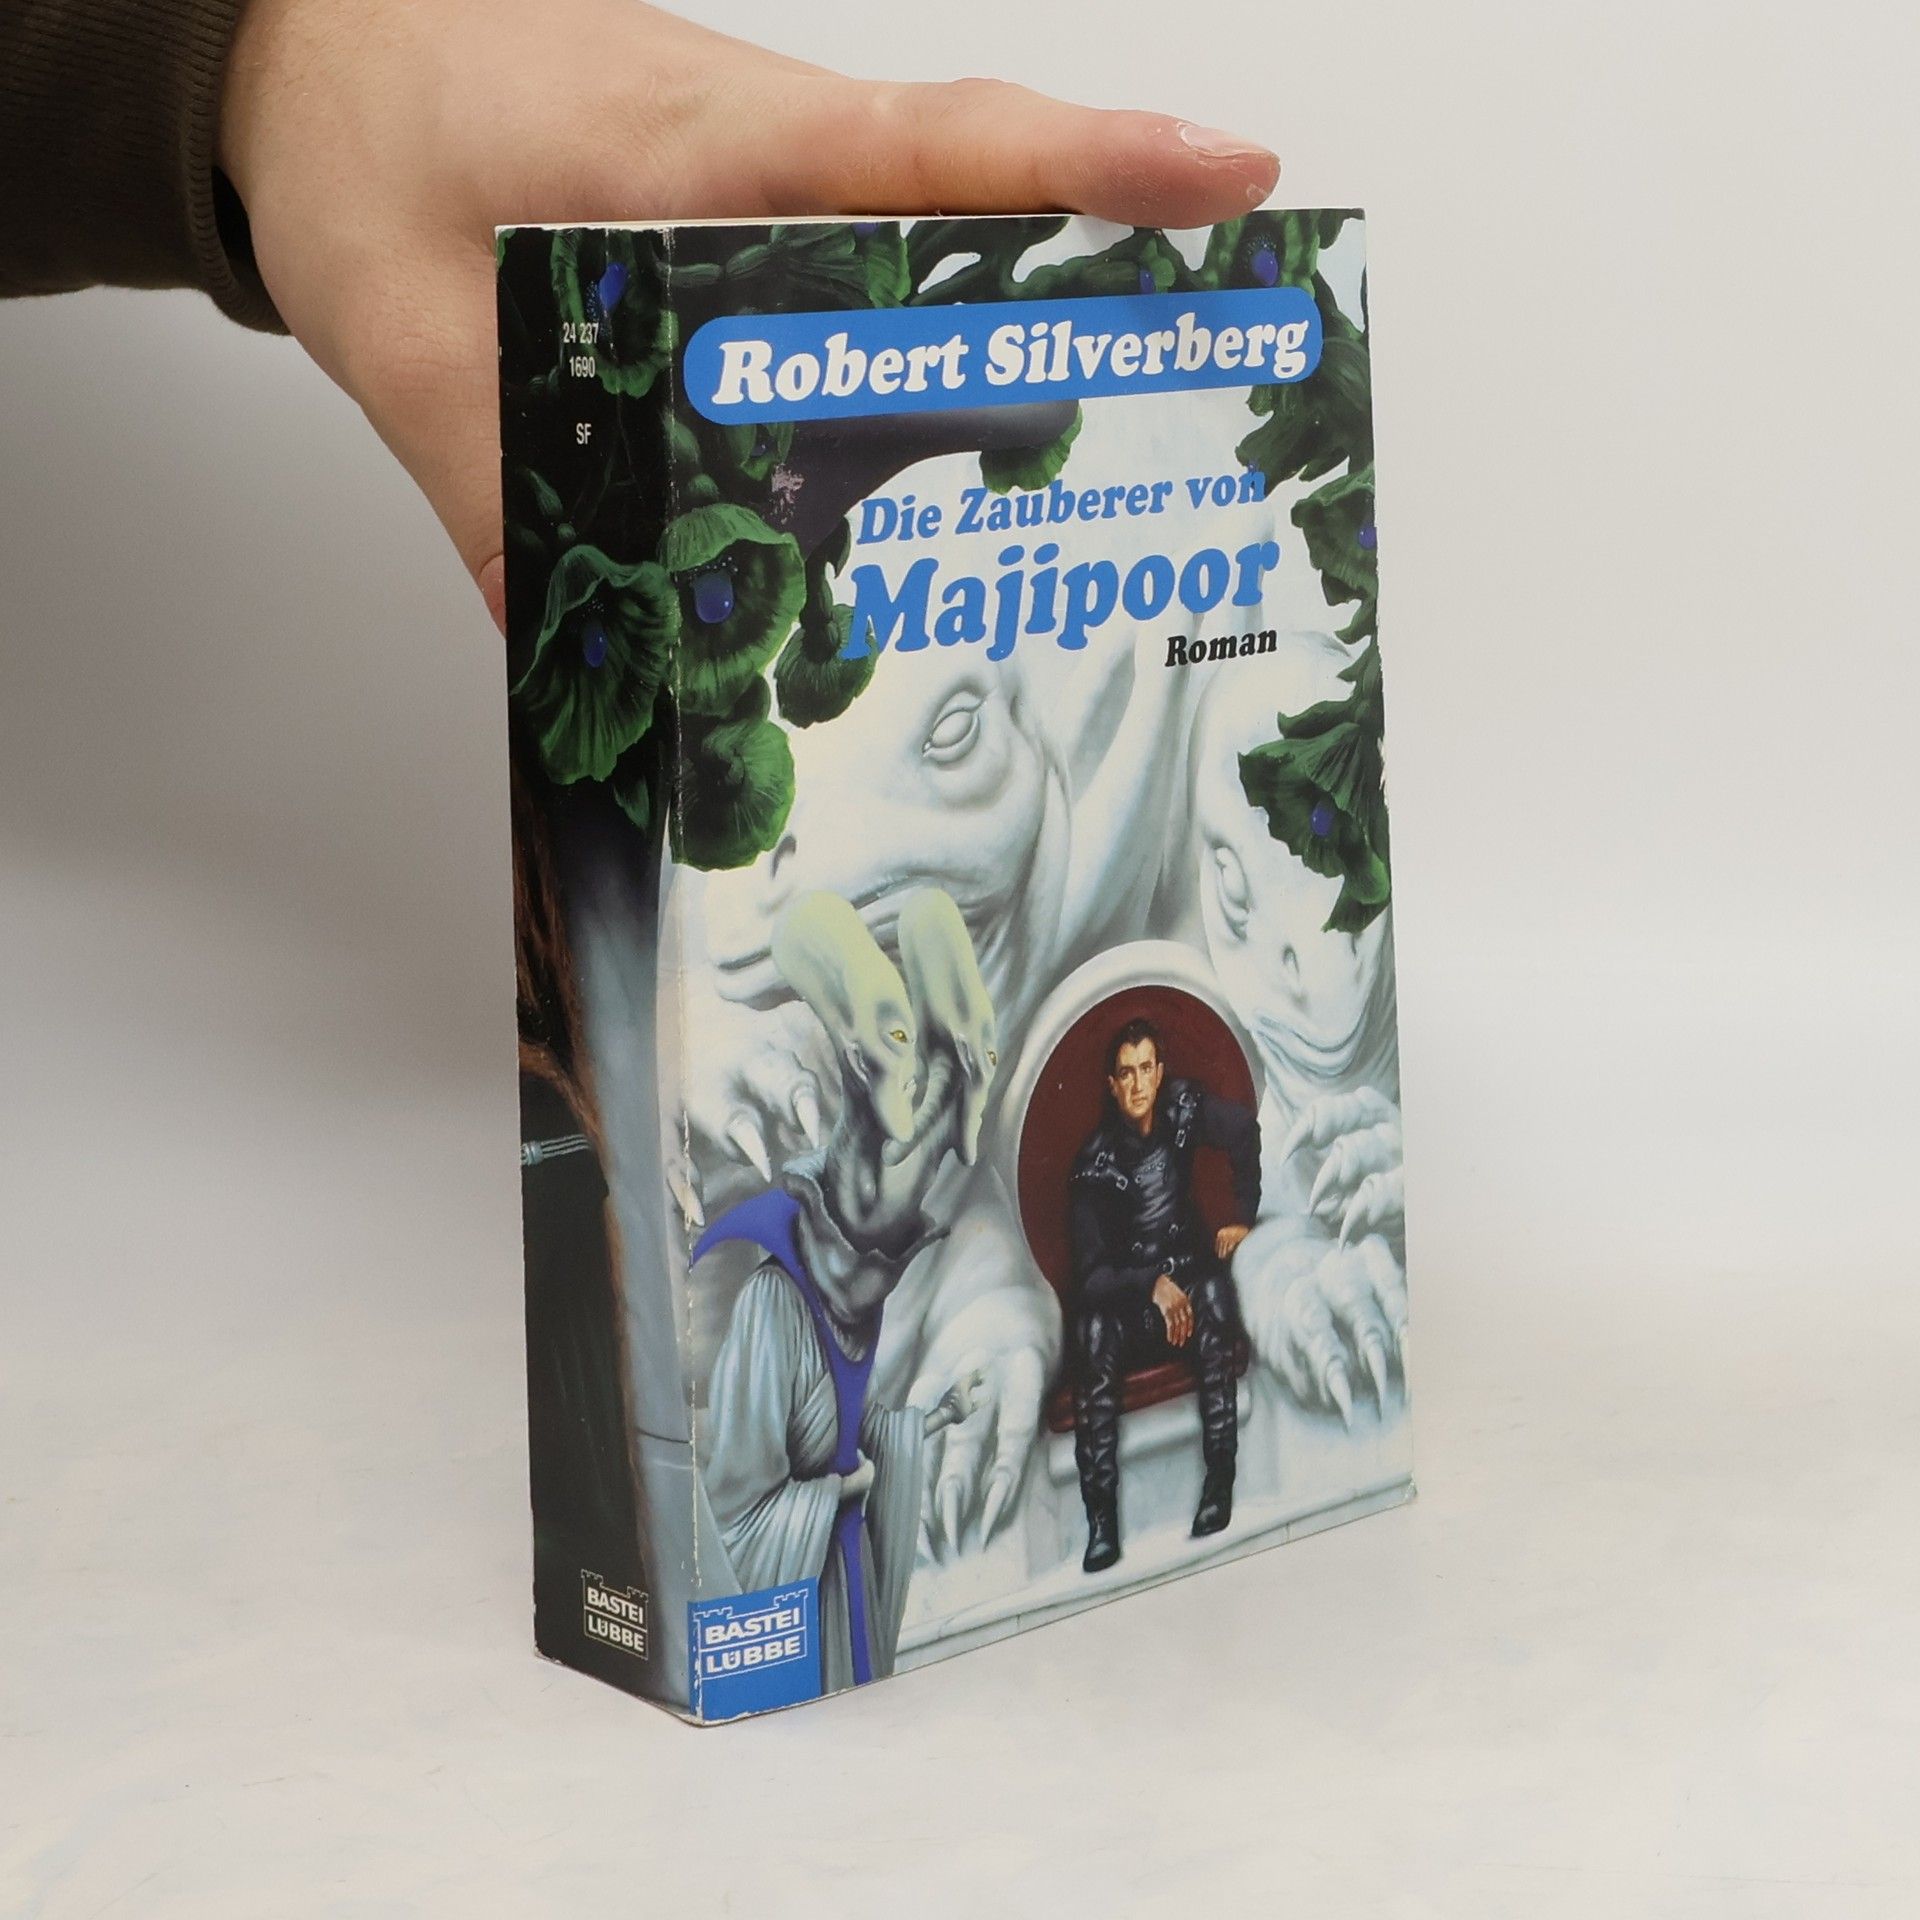 24 237
1690
SF
BASTEI
LÜBBE
Robert Silverberg
Die Zauberer von
Majipoor
Roman
BASTEI
LÜBBE